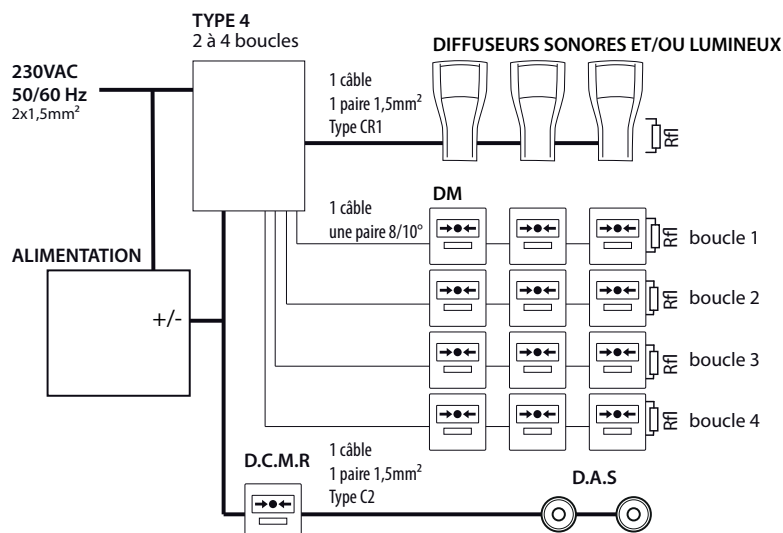 TYPE 4
2 à 4 boucles
DIFFUSEURS SONORES ET/OU LUMINEUX
230VAC
50/60 Hz
2x1,5mm²
1 câble
1 paire 1,5mm²
Type CR1
Rfl
DM
1 câble
une paire 8/10°
Rfl
boucle 1
ALIMENTATION
+/-
Rfl
boucle 2
Rfl
boucle 3
Rfl
boucle 4
D.C.M.R
1 câble
1 paire 1,5mm²
Type C2
D.A.S